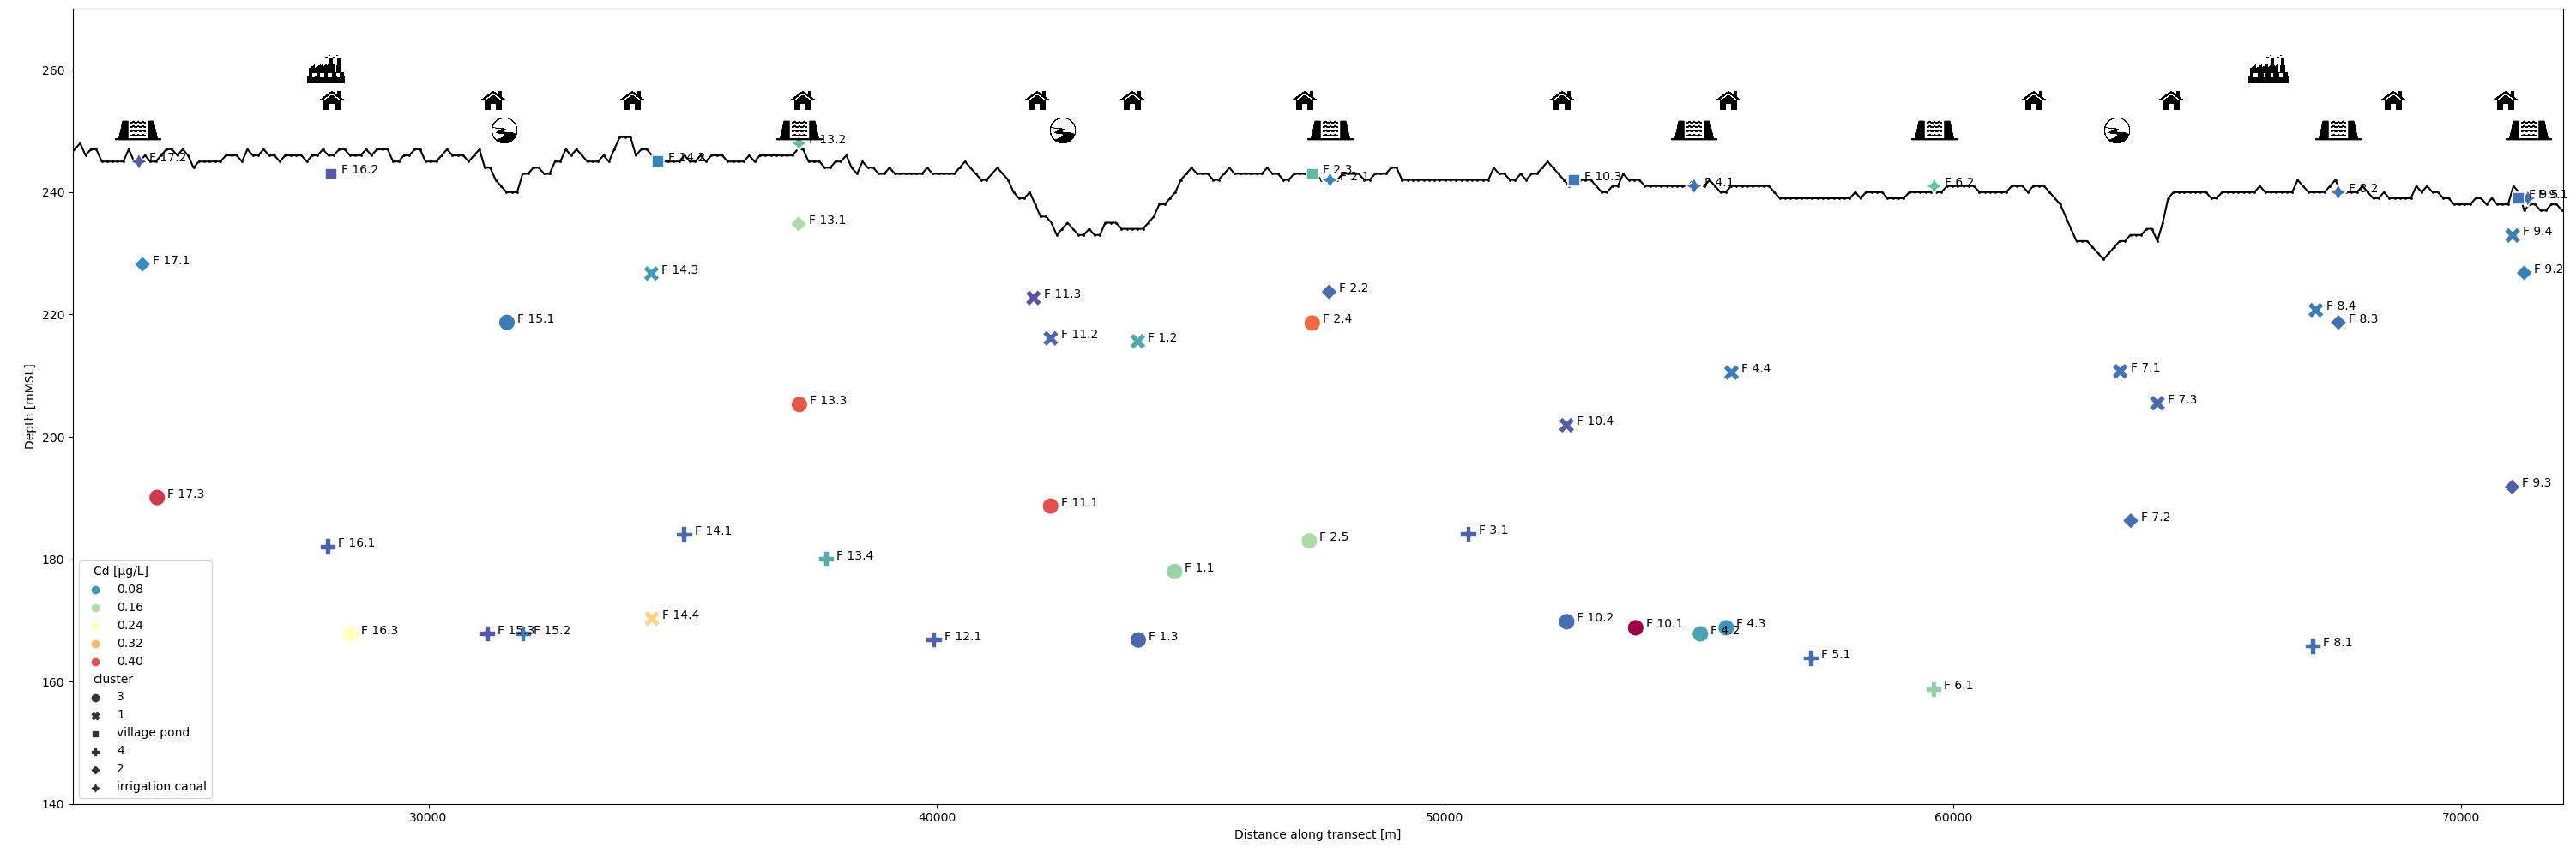 260
240
220
200
180
160
140
Depth [mMSL]
F 13.2
F 17.2
F 14.2
F 16.2
F 2.3
F 2.1
F 10.3
F 4.1
F 6.2
F 8.2
F 9.1
F 13.1
F 9.4
F 17.1
F 14.3
F 9.2
F 2.2
F 11.3
F 8.4
F 15.1
F 2.4
F 8.3
F 11.2
F 1.2
F 4.4
F 7.1
F 13.3
F 7.3
F 10.4
F 17.3
F 11.1
F 9.3
F 7.2
F 14.1
F 3.1
F 16.1
F 2.5
F 13.4
F 1.1
F 14.4
F 10.2
F 10.1
F 4.3
F 4.2
F 16.3
F 15.3
F 15.2
F 12.1
F 1.3
F 5.1
F 8.1
F 6.1
Cd [µg/L]
0.08
0.16
0.24
0.32
0.40
cluster
3
1
village pond
4
2
irrigation canal
30000
40000
50000
60000
70000
Distance along transect [m]